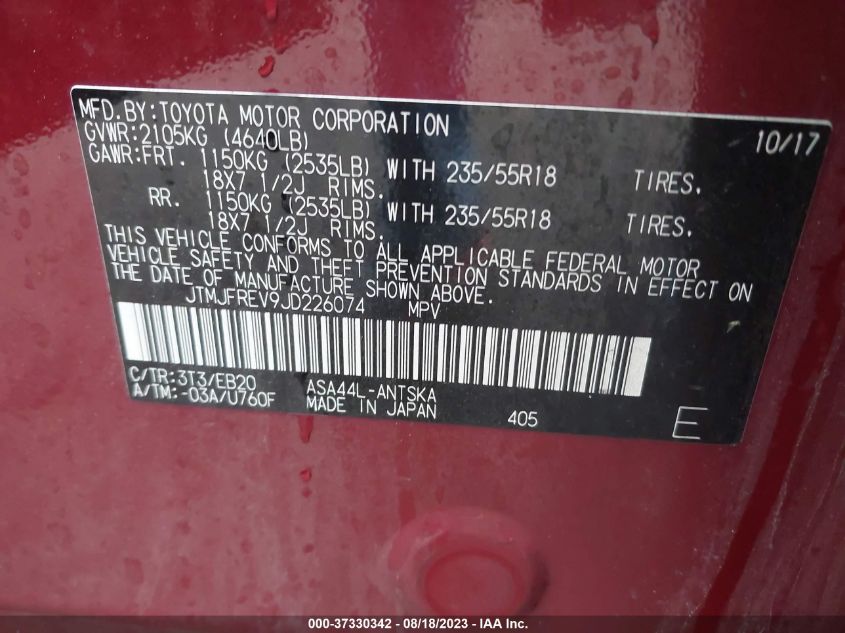 MFD.BY:TOYOTA MOTOR CORPORATION 10/17
GVWR:2105KG (4640LB)
GAWR:FRT. 1150KG (2535LB) WITH 235/55R18 TIRES.
18X7 1/2J RIMS.
RR. 1150KG (2535LB) WITH 235/55R18 TIRES.
18X7 1/2J RIMS.
THIS VEHICLE CONFORMS TO ALL APPLICABLE FEDERAL MOTOR
VEHICLE SAFETY AND THEFT PREVENTION STANDARDS IN EFFECT ON
THE DATE OF MANUFACTURE SHOWN ABOVE.
JTMJFREV9JD226074 MPV
C/TR:3T3/EB20 ASA44L-ANTSKA
A/TM:-03A/U760F MADE IN JAPAN 405 E
000-37330342 — 08/18/2023 — IAA Inc.